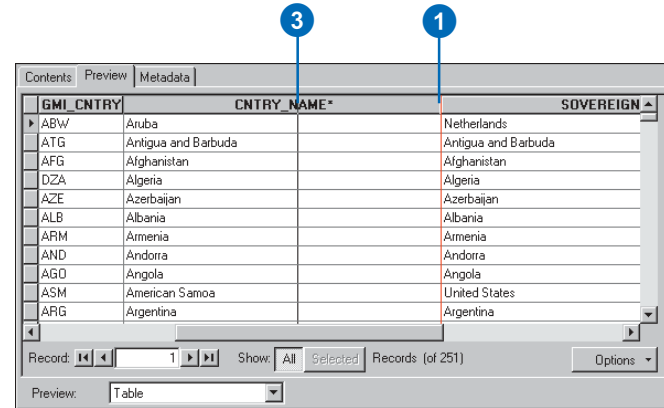 3 1
Contents Preview Metadata
GMI_CNTRY CNTRY_NAME* SOVEREIGN
ABW Aruba Netherlands
ATG Antigua and Barbuda Antigua and Barbuda
AFG Afghanistan Afghanistan
DZA Algeria Algeria
AZE Azerbaijan Azerbaijan
ALB Albania Albania
ARM Armenia Armenia
AND Andorra Andorra
AGO Angola Angola
ASM American Samoa United States
ARG Argentina Argentina
Record: 1 Show: All Selected Records (of 251) Options
Preview: Table